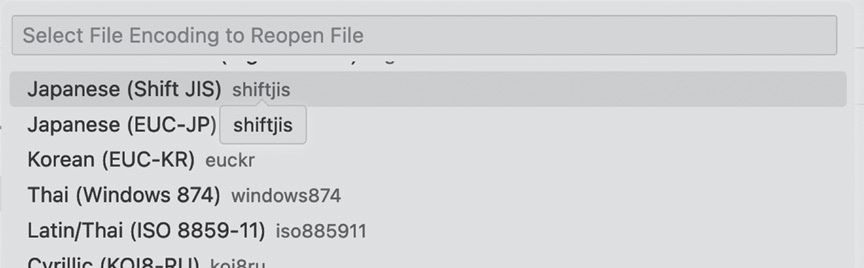 Select File Encoding to Reopen File
Japanese (Shift JIS) shiftjis
Japanese (EUC-JP) shiftjis
Korean (EUC-KR) euckr
Thai (Windows 874) windows874
Latin/Thai (ISO 8859-11) iso885911
Cyrillic (KOI8-RU) koi8ru